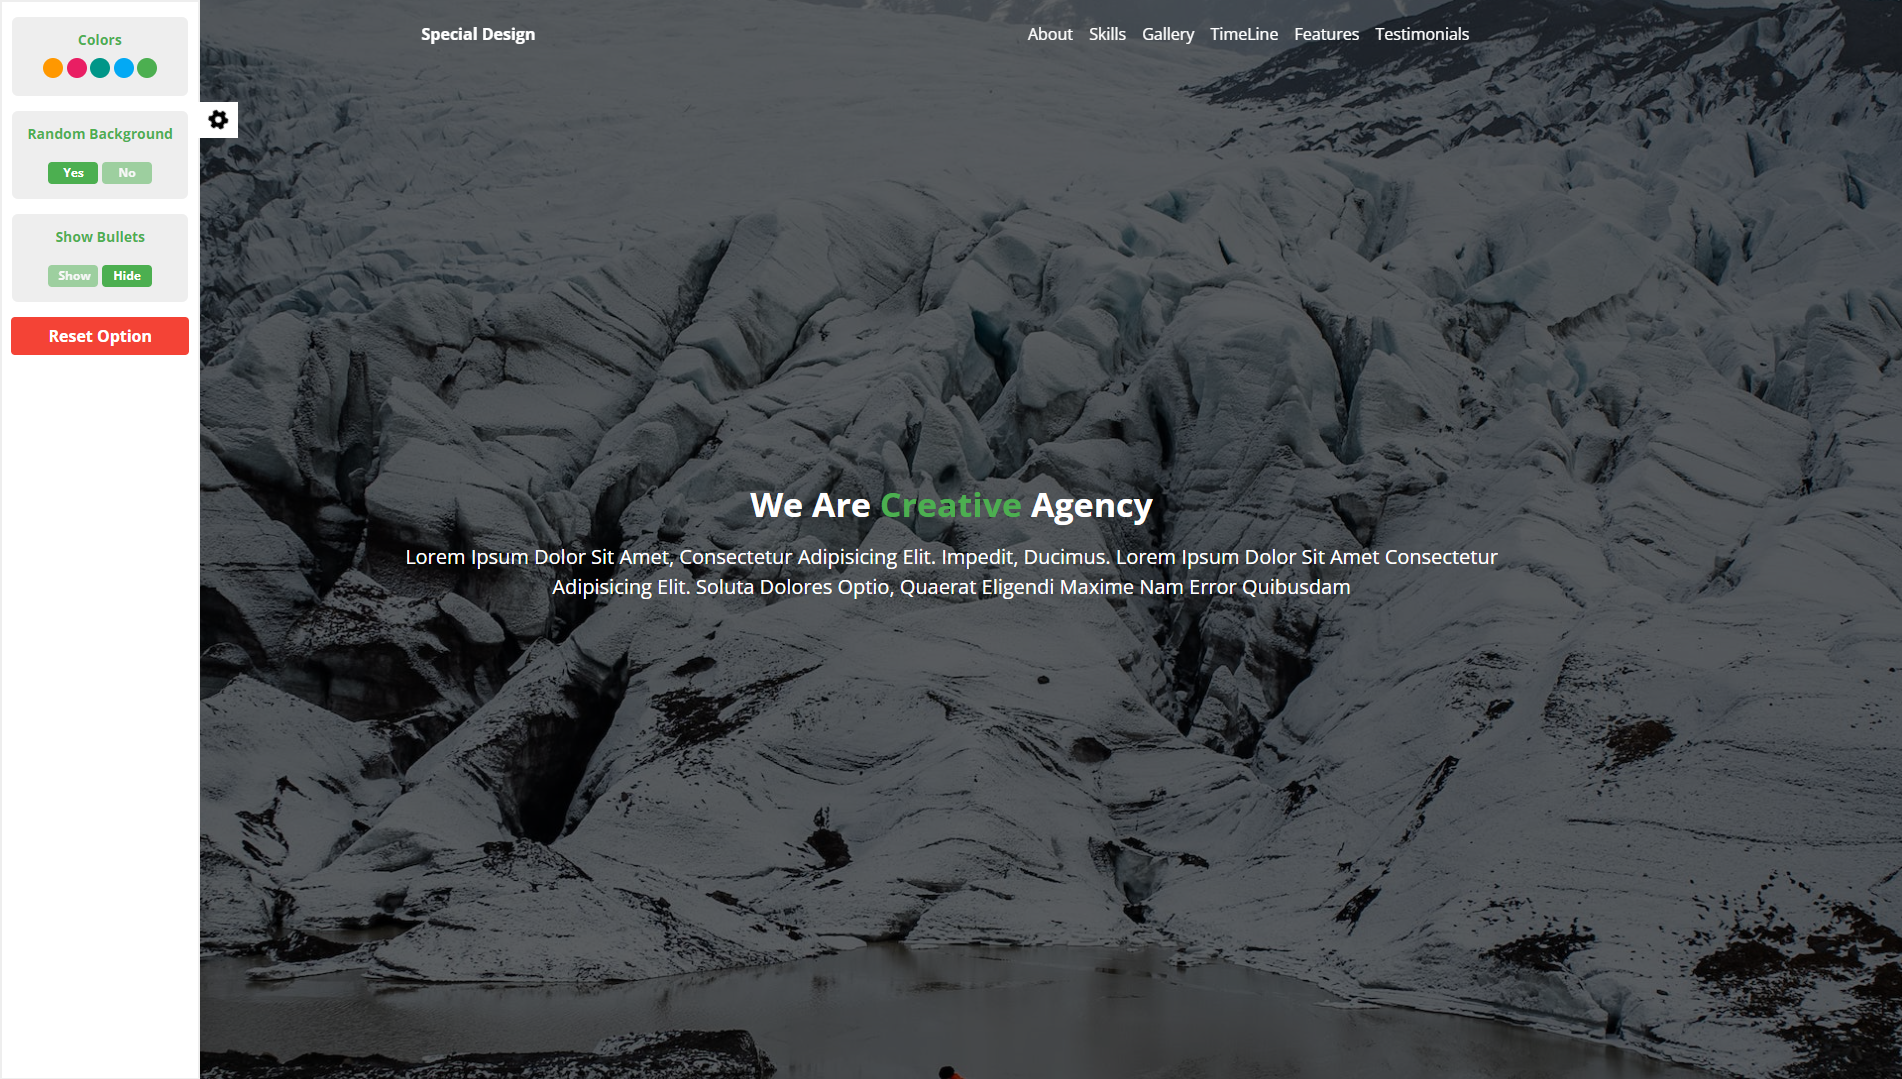 Colors
Random Background
Yes No
Show Bullets
Show Hide
Reset Option
Special Design
About Skills Gallery TimeLine Features Testimonials
We Are Creative Agency
Lorem Ipsum Dolor Sit Amet, Consectetur Adipisicing Elit. Impedit, Ducimus. Lorem Ipsum Dolor Sit Amet Consectetur
Adipisicing Elit. Soluta Dolores Optio, Quaerat Eligendi Maxime Nam Error Quibusdam